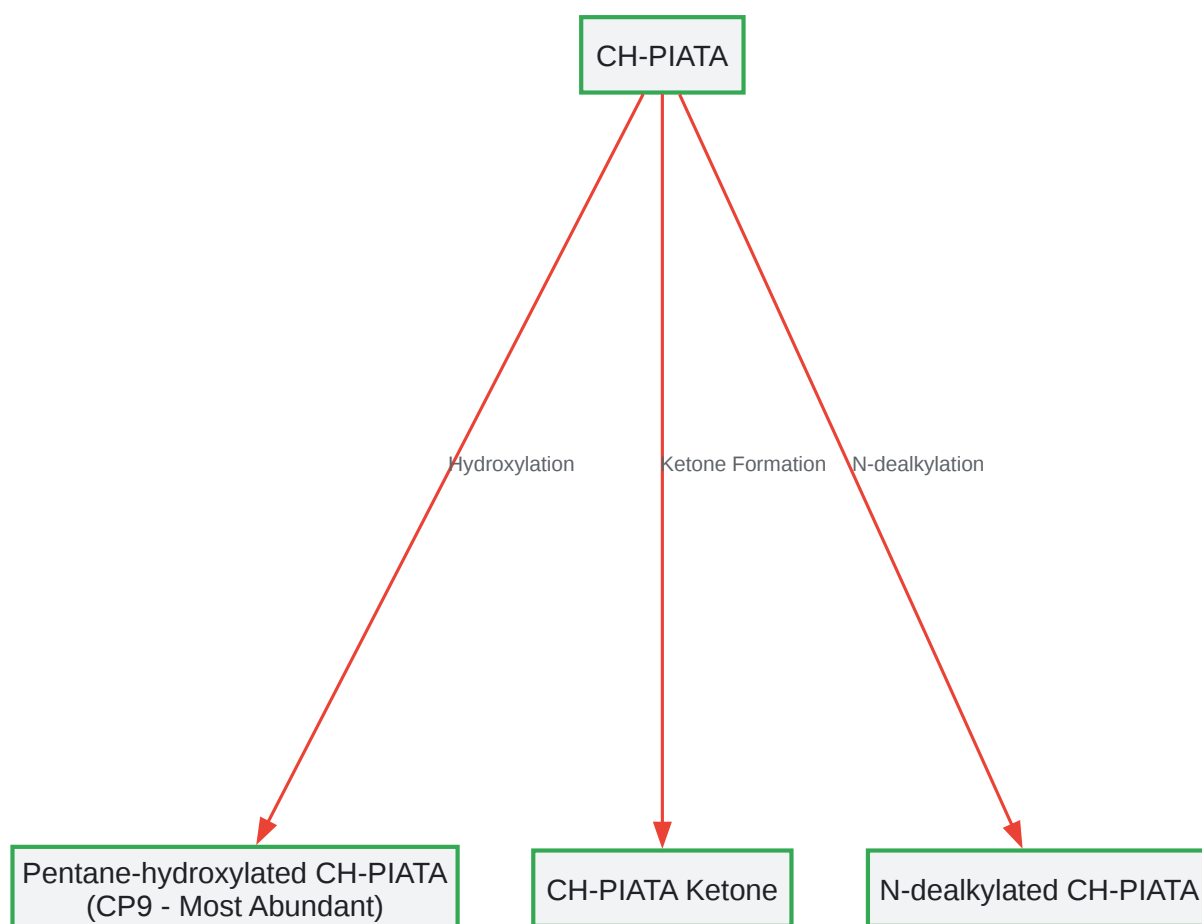 CH-PIATA
Hydroxylation
Ketone Formation
N-dealkylation
Pentane-hydroxylated CH-PIATA
(CP9 - Most Abundant)
CH-PIATA Ketone
N-dealkylated CH-PIATA